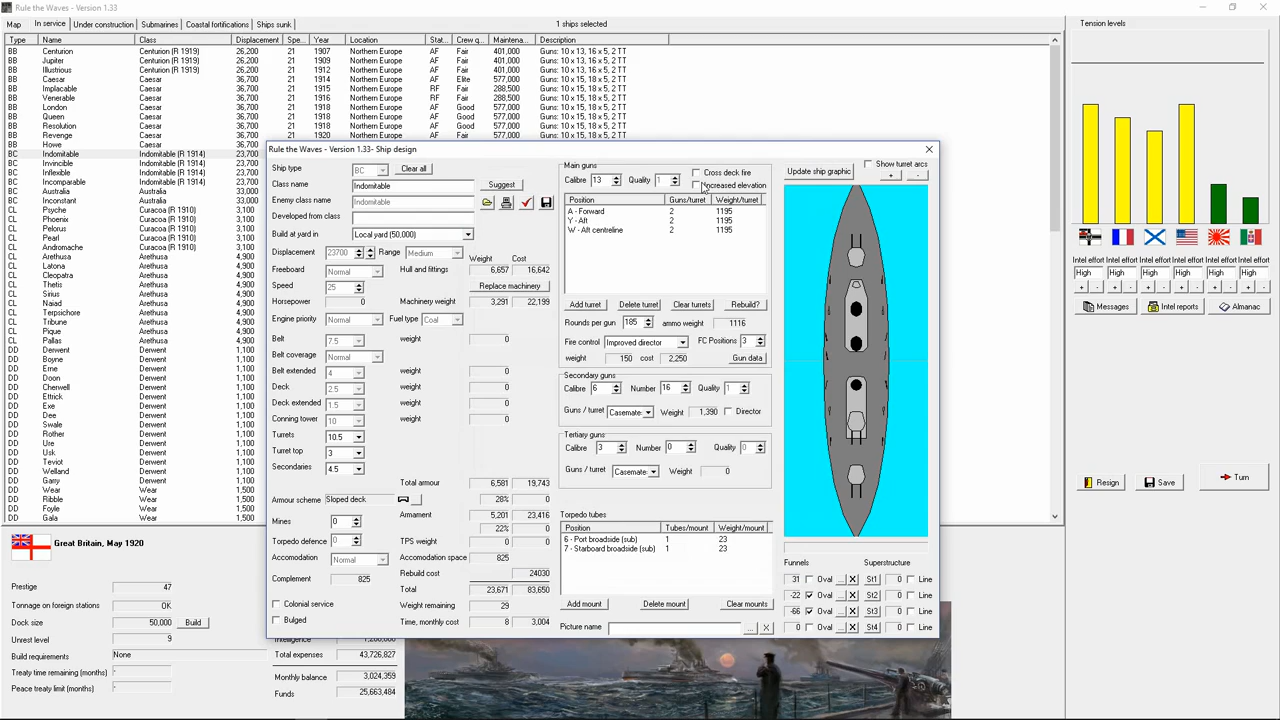 Rule the Waves - Version 1.33
Map In service Under construction Submarines Coastal fortifications Ships sunk 1 ships selected
Type Name Class Displacement Spe... Year Location Stat... Crew q... Maintena... Description
BB Centurion Centurion (R 1919) 26,200 21 1907 Northern Europe AF Fair 401,000 Guns: 10 x 13, 16 x 5, 2 TT
BB Jupiter Centurion (R 1919) 26,200 21 1909 Northern Europe AF Fair 401,000 Guns: 10 x 13, 16 x 5, 2 TT
BB Illustrious Centurion (R 1919) 26,200 21 1912 Northern Europe AF Fair 401,000 Guns: 10 x 13, 16 x 5, 2 TT
BB Caesar Caesar 36,700 21 1914 Northern Europe AF Elite 577,000 Guns: 10 x 15, 18 x 5, 2 TT
BB Implacable Caesar 36,700 21 1915 Northern Europe RF Fair 288,500 Guns: 10 x 15, 18 x 5, 2 TT
BB Venerable Caesar 36,700 21 1916 Northern Europe RF Fair 288,500 Guns: 10 x 15, 18 x 5, 2 TT
BB London Caesar 36,700 21 1918 Northern Europe AF Good 577,000 Guns: 10 x 15, 18 x 5, 2 TT
BB Queen Caesar 36,700 21 1918 Northern Europe AF Good 577,000 Guns: 10 x 15, 18 x 5, 2 TT
BB Resolution Caesar 36,700 21 1918 Northern Europe AF Good 577,000 Guns: 10 x 15, 18 x 5, 2 TT
BB Revenge Caesar 36,700 21 1920 Northern Europe AF Fair 577,000 Guns: 10 x 15, 18 x 5, 2 TT
BB Howe Caesar
BC Indomitable Indomitable (R 1914) 23,700
BC Invincible Indomitable (R 1914) 23,700
BC Inflexible Indomitable (R 1914) 23,700
BC Incomparable Indomitable (R 1914) 23,700
BC Australia Australia 33,000
BC Inconstant Australia 33,000
CL Psyche Curacoa (R 1910) 4,900
CL Phoenix Curacoa (R 1910) 4,900
CL Pelorus Curacoa (R 1910) 4,900
CL Pearl Curacoa (R 1910) 4,900
CL Andromache Curacoa (R 1910) 4,900
CL Arethusa Arethusa 4,900
CL Latona Arethusa 4,900
CL Cleopatra Arethusa 4,900
CL Thetis Arethusa 4,900
CL Sirius Arethusa 4,900
CL Naiad Arethusa 4,900
CL Terpsichore Arethusa 4,900
CL Tribune Arethusa 4,900
CL Pique Arethusa 4,900
CL Pallas Arethusa 4,900
DD Derwent Derwent 1,100
DD Boyne Derwent 1,100
DD Erne Derwent 1,100
DD Doon Derwent 1,100
DD Cherwell Derwent 1,100
DD Ettrick Derwent 1,100
DD Exe Derwent 1,100
DD Dee Derwent 1,100
DD Swale Derwent 1,100
DD Rother Derwent 1,100
DD Ure Derwent 1,100
DD Usk Derwent 1,100
DD Teviot Derwent 1,100
DD Welland Derwent 1,100
DD Garry Derwent 1,100
DD Wear Wear 1,500
DD Ribble Wear 1,500
DD Foyle Wear 1,500
DD Gala Wear 1,500
Rule the Waves - Version 1.33- Ship design
Ship type BC Clear all
Class name Indomitable Suggest
Enemy class name Indomitable
Developed from class
Build at yard in Local yard (50,000)
Displacement 23700 Range Medium Weight Cost
Freeboard Normal Hull and fittings 6,657 16,642
Speed 25 Replace machinery
Horsepower 0 Machinery weight 3,291 22,199
Engine priority Normal Fuel type Coal
Belt 7.5 weight 0
Belt coverage Normal
Belt extended 4 weight 0
Deck 2.5 weight 0
Deck extended 1.5 weight 0
Conning tower 10 weight 0
Turrets 10.5
Turret top 3
Secondaries 4.5
Total armour 6,581 19,743
Armour scheme Sloped deck 28% 0
Armament 5,201 23,416
Mines 0 22% 0
Torpedo defence 0 TPS weight 0 0
Accomodation Normal Accomodation space 825
Complement 825 Rebuild cost 24030
Total 23,671 83,650
Colonial service Weight remaining 29
Bulged Time, monthly cost 8 3,004
Main guns Cross deck fire
Calibre 13 Quality 1 Increased elevation
Position Guns/turret Weight/turret
A - Forward 2 1195
Y - Aft 2 1195
W - Aft centreline 2 1195
Add turret Delete turret Clear turrets Rebuild?
Rounds per gun 185 ammo weight 1116
Fire control Improved director FC Positions 3
weight 150 cost 2,250 Gun data
Secondary guns
Calibre 6 Number 16 Quality 1
Guns / turret Casemate: Weight 1,390 Director
Tertiary guns
Calibre 3 Number 0 Quality 0
Guns / turret Casemate: Weight 0
Torpedo tubes
Position Tubes/mount Weight/mount
6 - Port broadside (sub) 1 23
7 - Starboard broadside (sub) 1 23
Add mount Delete mount Clear mounts
Picture name ... X
Update ship graphic Show turret arcs
+ -
Funnels Superstructure
31 Oval ... X St1 0 Line
-22 Oval ... X St2 0 Line
-66 Oval ... X St3 0 Line
0 Oval ... X St4 0 Line
Tension levels
Intel effort Intel effort Intel effort Intel effort Intel effort Intel effort
High High High High High High
+ - + - + - + - + - + -
Messages Intel reports Almanac
Resign Save Turn
Great Britain, May 1920
Prestige 47
Tonnage on foreign stations OK
Dock size 50,000 Build
Unrest level 9
Build requirements None
Treaty time remaining (months) -
Peace treaty limit (months) -
Intelligence
Total expenses 43,726,827
Monthly balance 3,024,359
Funds 25,663,484